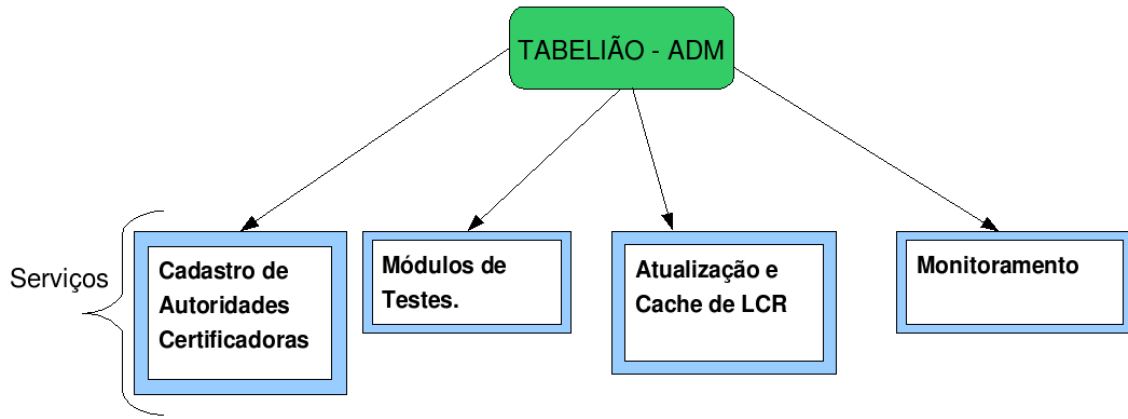 TABELIÃO - ADM
Serviços
Cadastro de
Autoridades
Certificadoras
Módulos de
Testes.
Atualização e
Cache de LCR
Monitoramento